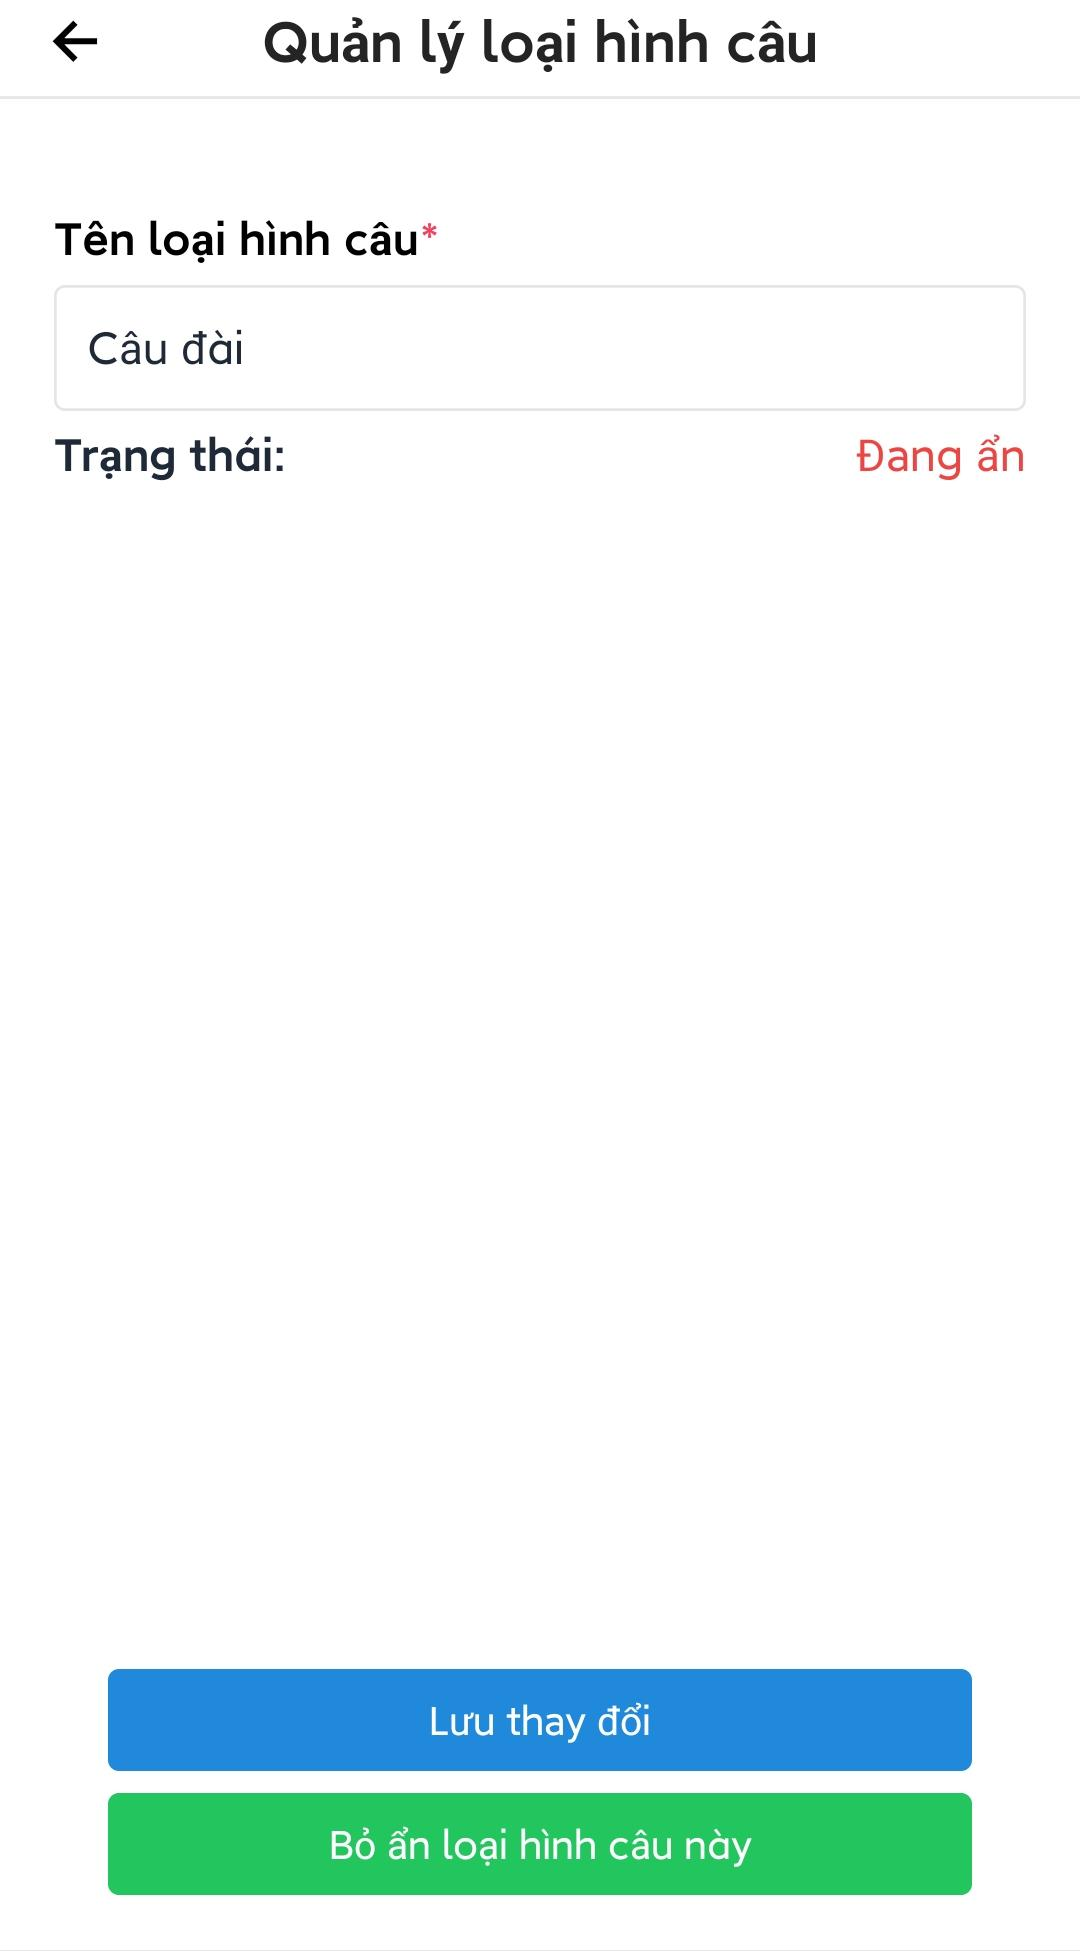 Quản lý loại hình câu
Tên loại hình câu*
Câu đài
Trạng thái: Đang ẩn
Lưu thay đổi
Bỏ ẩn loại hình câu này